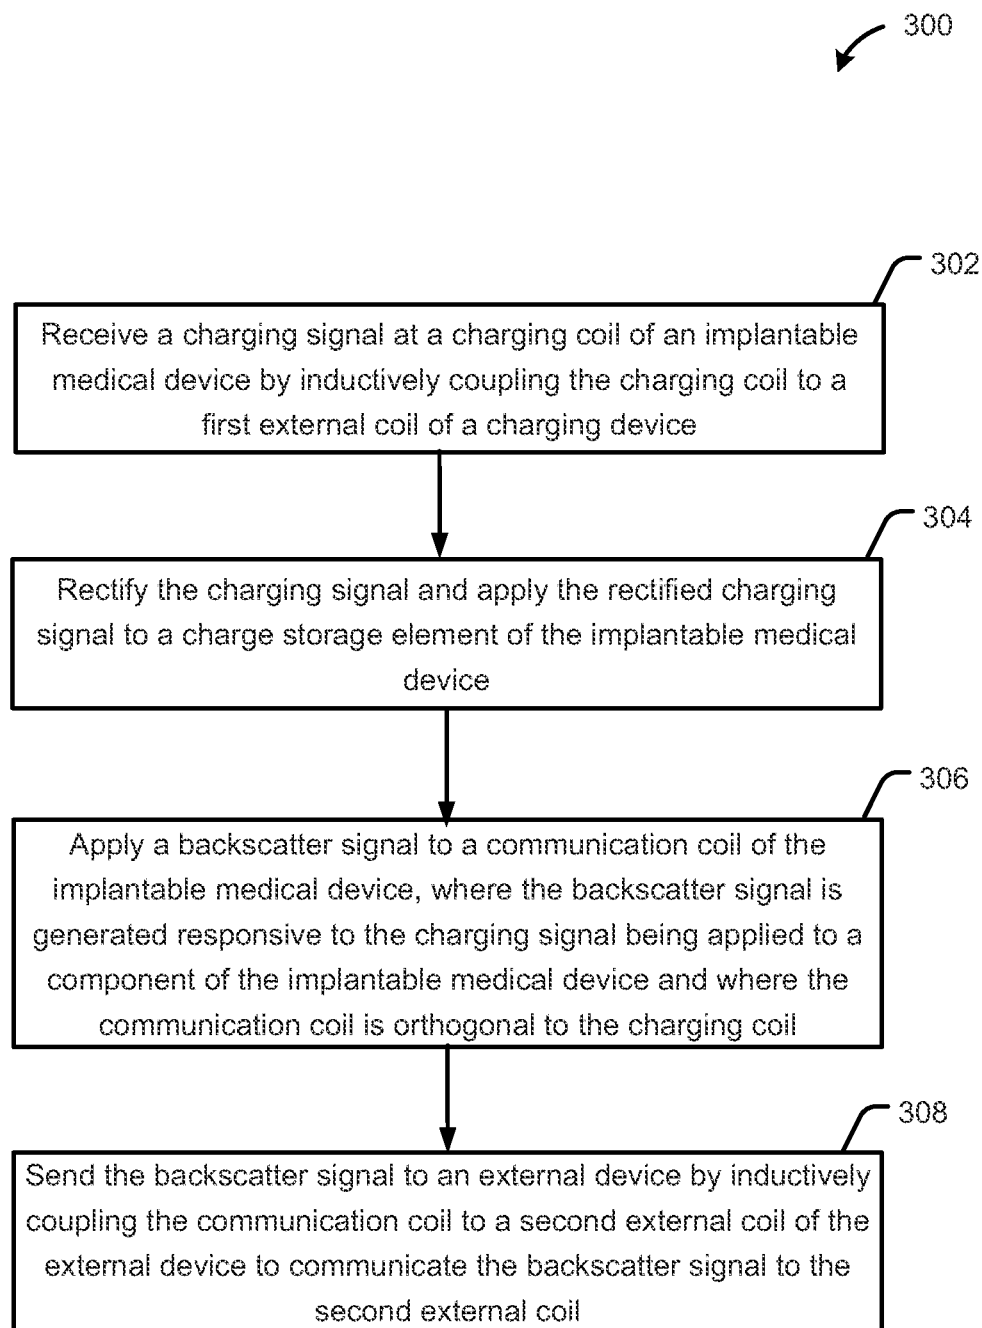 300
302
Receive a charging signal at a charging coil of an implantable
medical device by inductively coupling the charging coil to a
first external coil of a charging device
304
Rectify the charging signal and apply the rectified charging
signal to a charge storage element of the implantable medical
device
306
Apply a backscatter signal to a communication coil of the
implantable medical device, where the backscatter signal is
generated responsive to the charging signal being applied to a
component of the implantable medical device and where the
communication coil is orthogonal to the charging coil
308
Send the backscatter signal to an external device by inductively
coupling the communication coil to a second external coil of the
external device to communicate the backscatter signal to the
second external coil